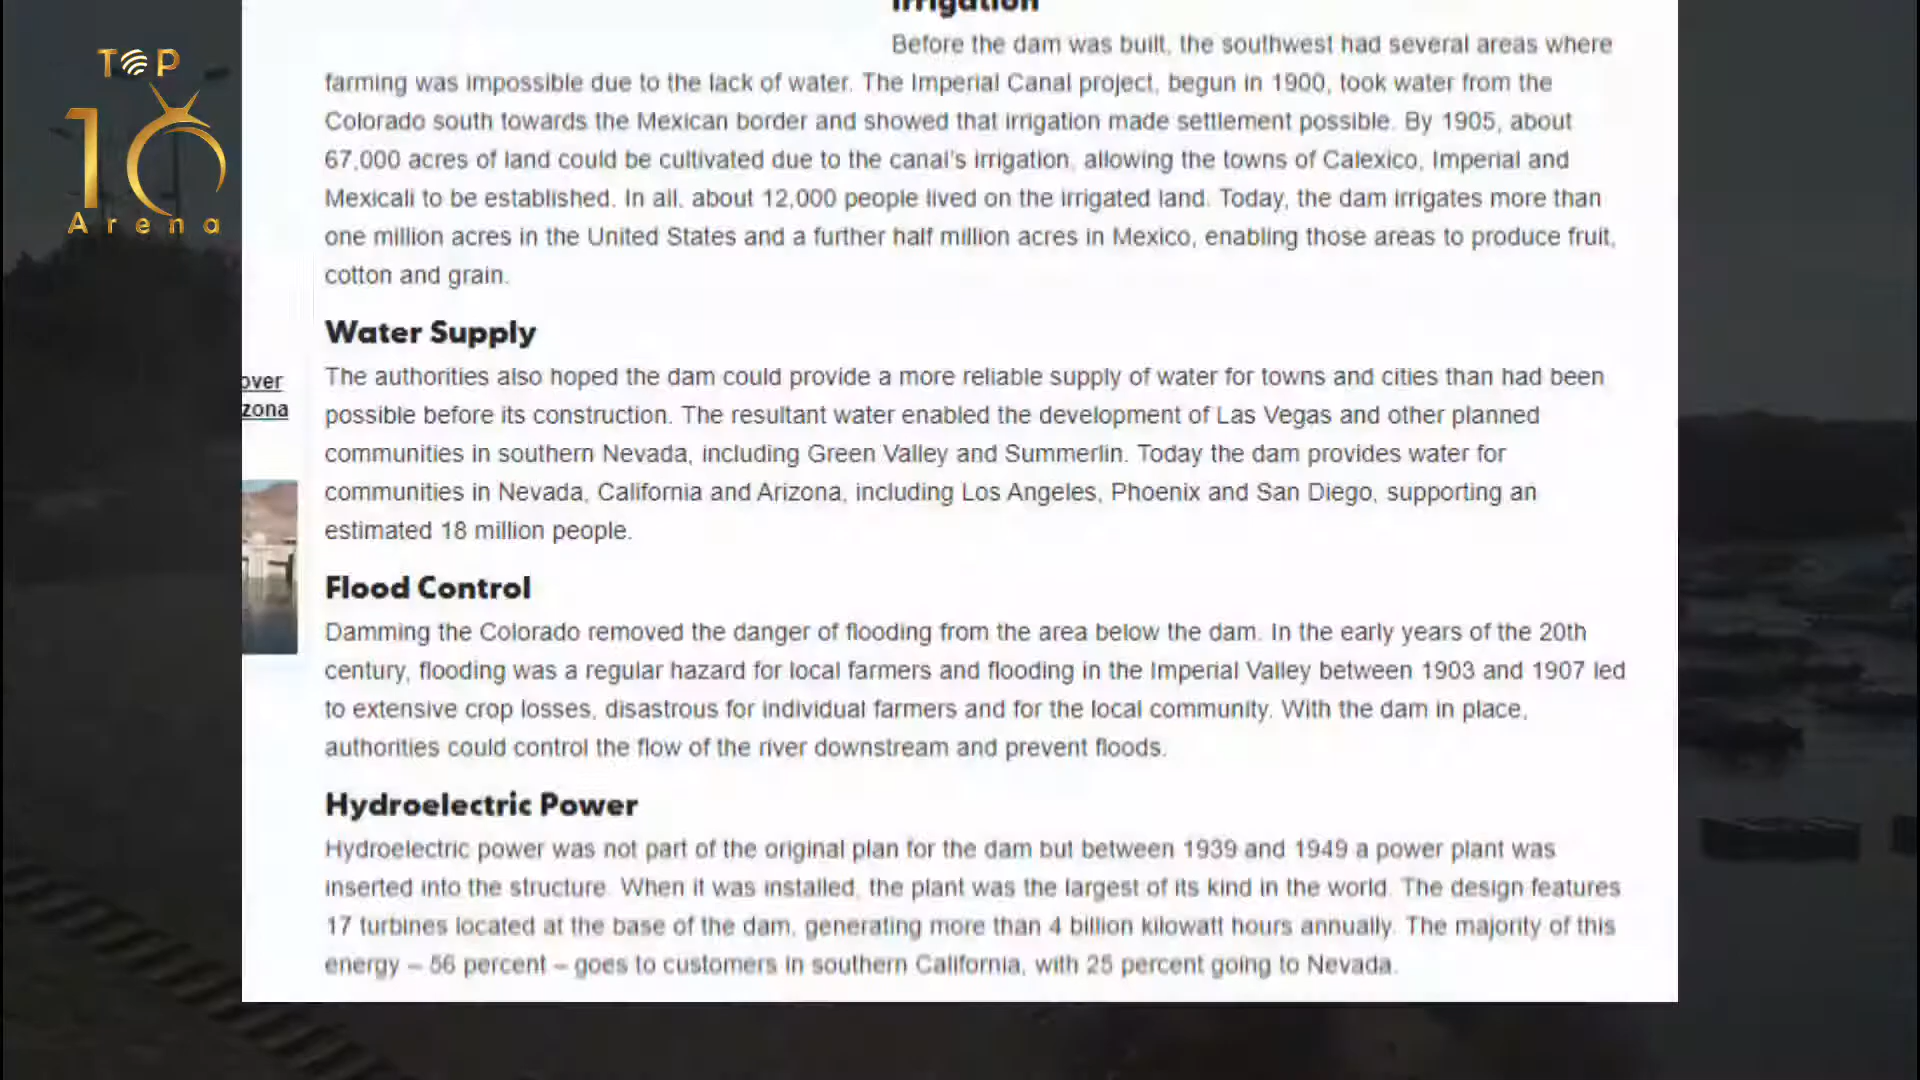 TOP
10
Arena
Irrigation
Before the dam was built, the southwest had several areas where
farming was impossible due to the lack of water. The Imperial Canal project, begun in 1900, took water from the
Colorado south towards the Mexican border and showed that irrigation made settlement possible. By 1905, about
67,000 acres of land could be cultivated due to the canal's irrigation, allowing the towns of Calexico, Imperial and
Mexicali to be established. In all, about 12,000 people lived on the irrigated land. Today, the dam irrigates more than
one million acres in the United States and a further half million acres in Mexico, enabling those areas to produce fruit,
cotton and grain.
Water Supply
over
zona
The authorities also hoped the dam could provide a more reliable supply of water for towns and cities than had been
possible before its construction. The resultant water enabled the development of Las Vegas and other planned
communities in southern Nevada, including Green Valley and Summerlin. Today the dam provides water for
communities in Nevada, California and Arizona, including Los Angeles, Phoenix and San Diego, supporting an
estimated 18 million people.
Flood Control
Damming the Colorado removed the danger of flooding from the area below the dam. In the early years of the 20th
century, flooding was a regular hazard for local farmers and flooding in the Imperial Valley between 1903 and 1907 led
to extensive crop losses, disastrous for individual farmers and for the local community. With the dam in place,
authorities could control the flow of the river downstream and prevent floods.
Hydroelectric Power
Hydroelectric power was not part of the original plan for the dam but between 1939 and 1949 a power plant was
inserted into the structure. When it was installed, the plant was the largest of its kind in the world. The design features
17 turbines located at the base of the dam, generating more than 4 billion kilowatt hours annually. The majority of this
energy – 56 percent – goes to customers in southern California, with 25 percent going to Nevada.